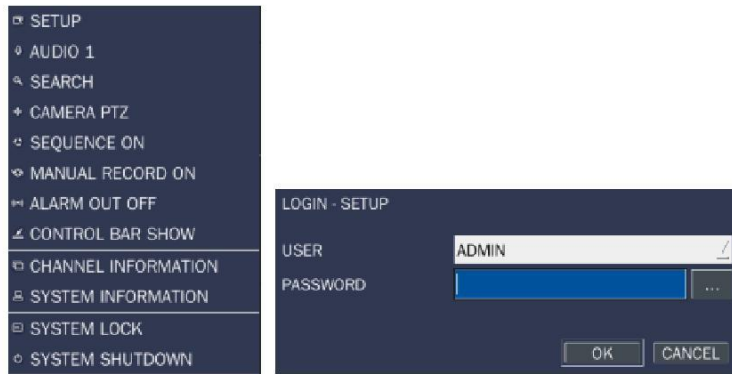 SETUP
AUDIO 1
SEARCH
CAMERA PTZ
SEQUENCE ON
MANUAL RECORD ON
ALARM OUT OFF
CONTROL BAR SHOW
CHANNEL INFORMATION
SYSTEM INFORMATION
SYSTEM LOCK
SYSTEM SHUTDOWN
LOGIN - SETUP
USER ADMIN
PASSWORD ...
OK CANCEL